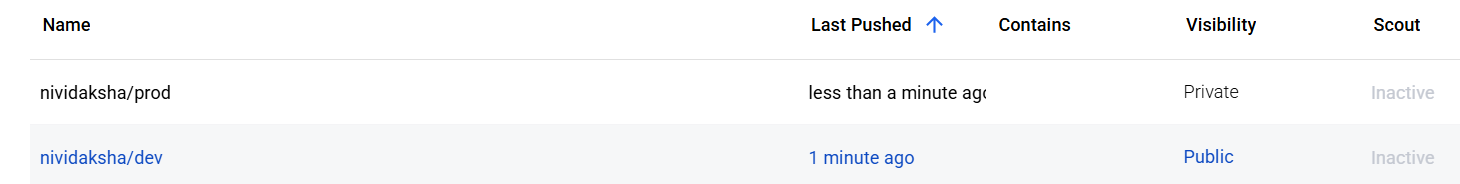 Name Last Pushed Contains Visibility Scout
nividaksha/prod less than a minute ago Private Inactive
nividaksha/dev 1 minute ago Public Inactive